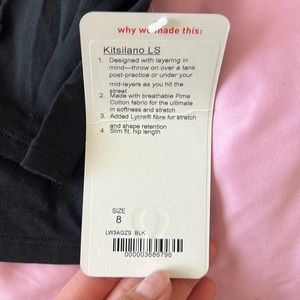 why we made this:
Kitsilano LS
1. Designed with layering in
mind—throw on over a tank
post-practice or under your
mid-layers as you hit the
street
2. Made with breathable Pima
Cotton fabric for the ultimate
in softness and stretch
3. Added Lycra® fibre for stretch
and shape retention
4. Slim fit, hip length
SIZE
8
LW3AGZS BLK
000003686796